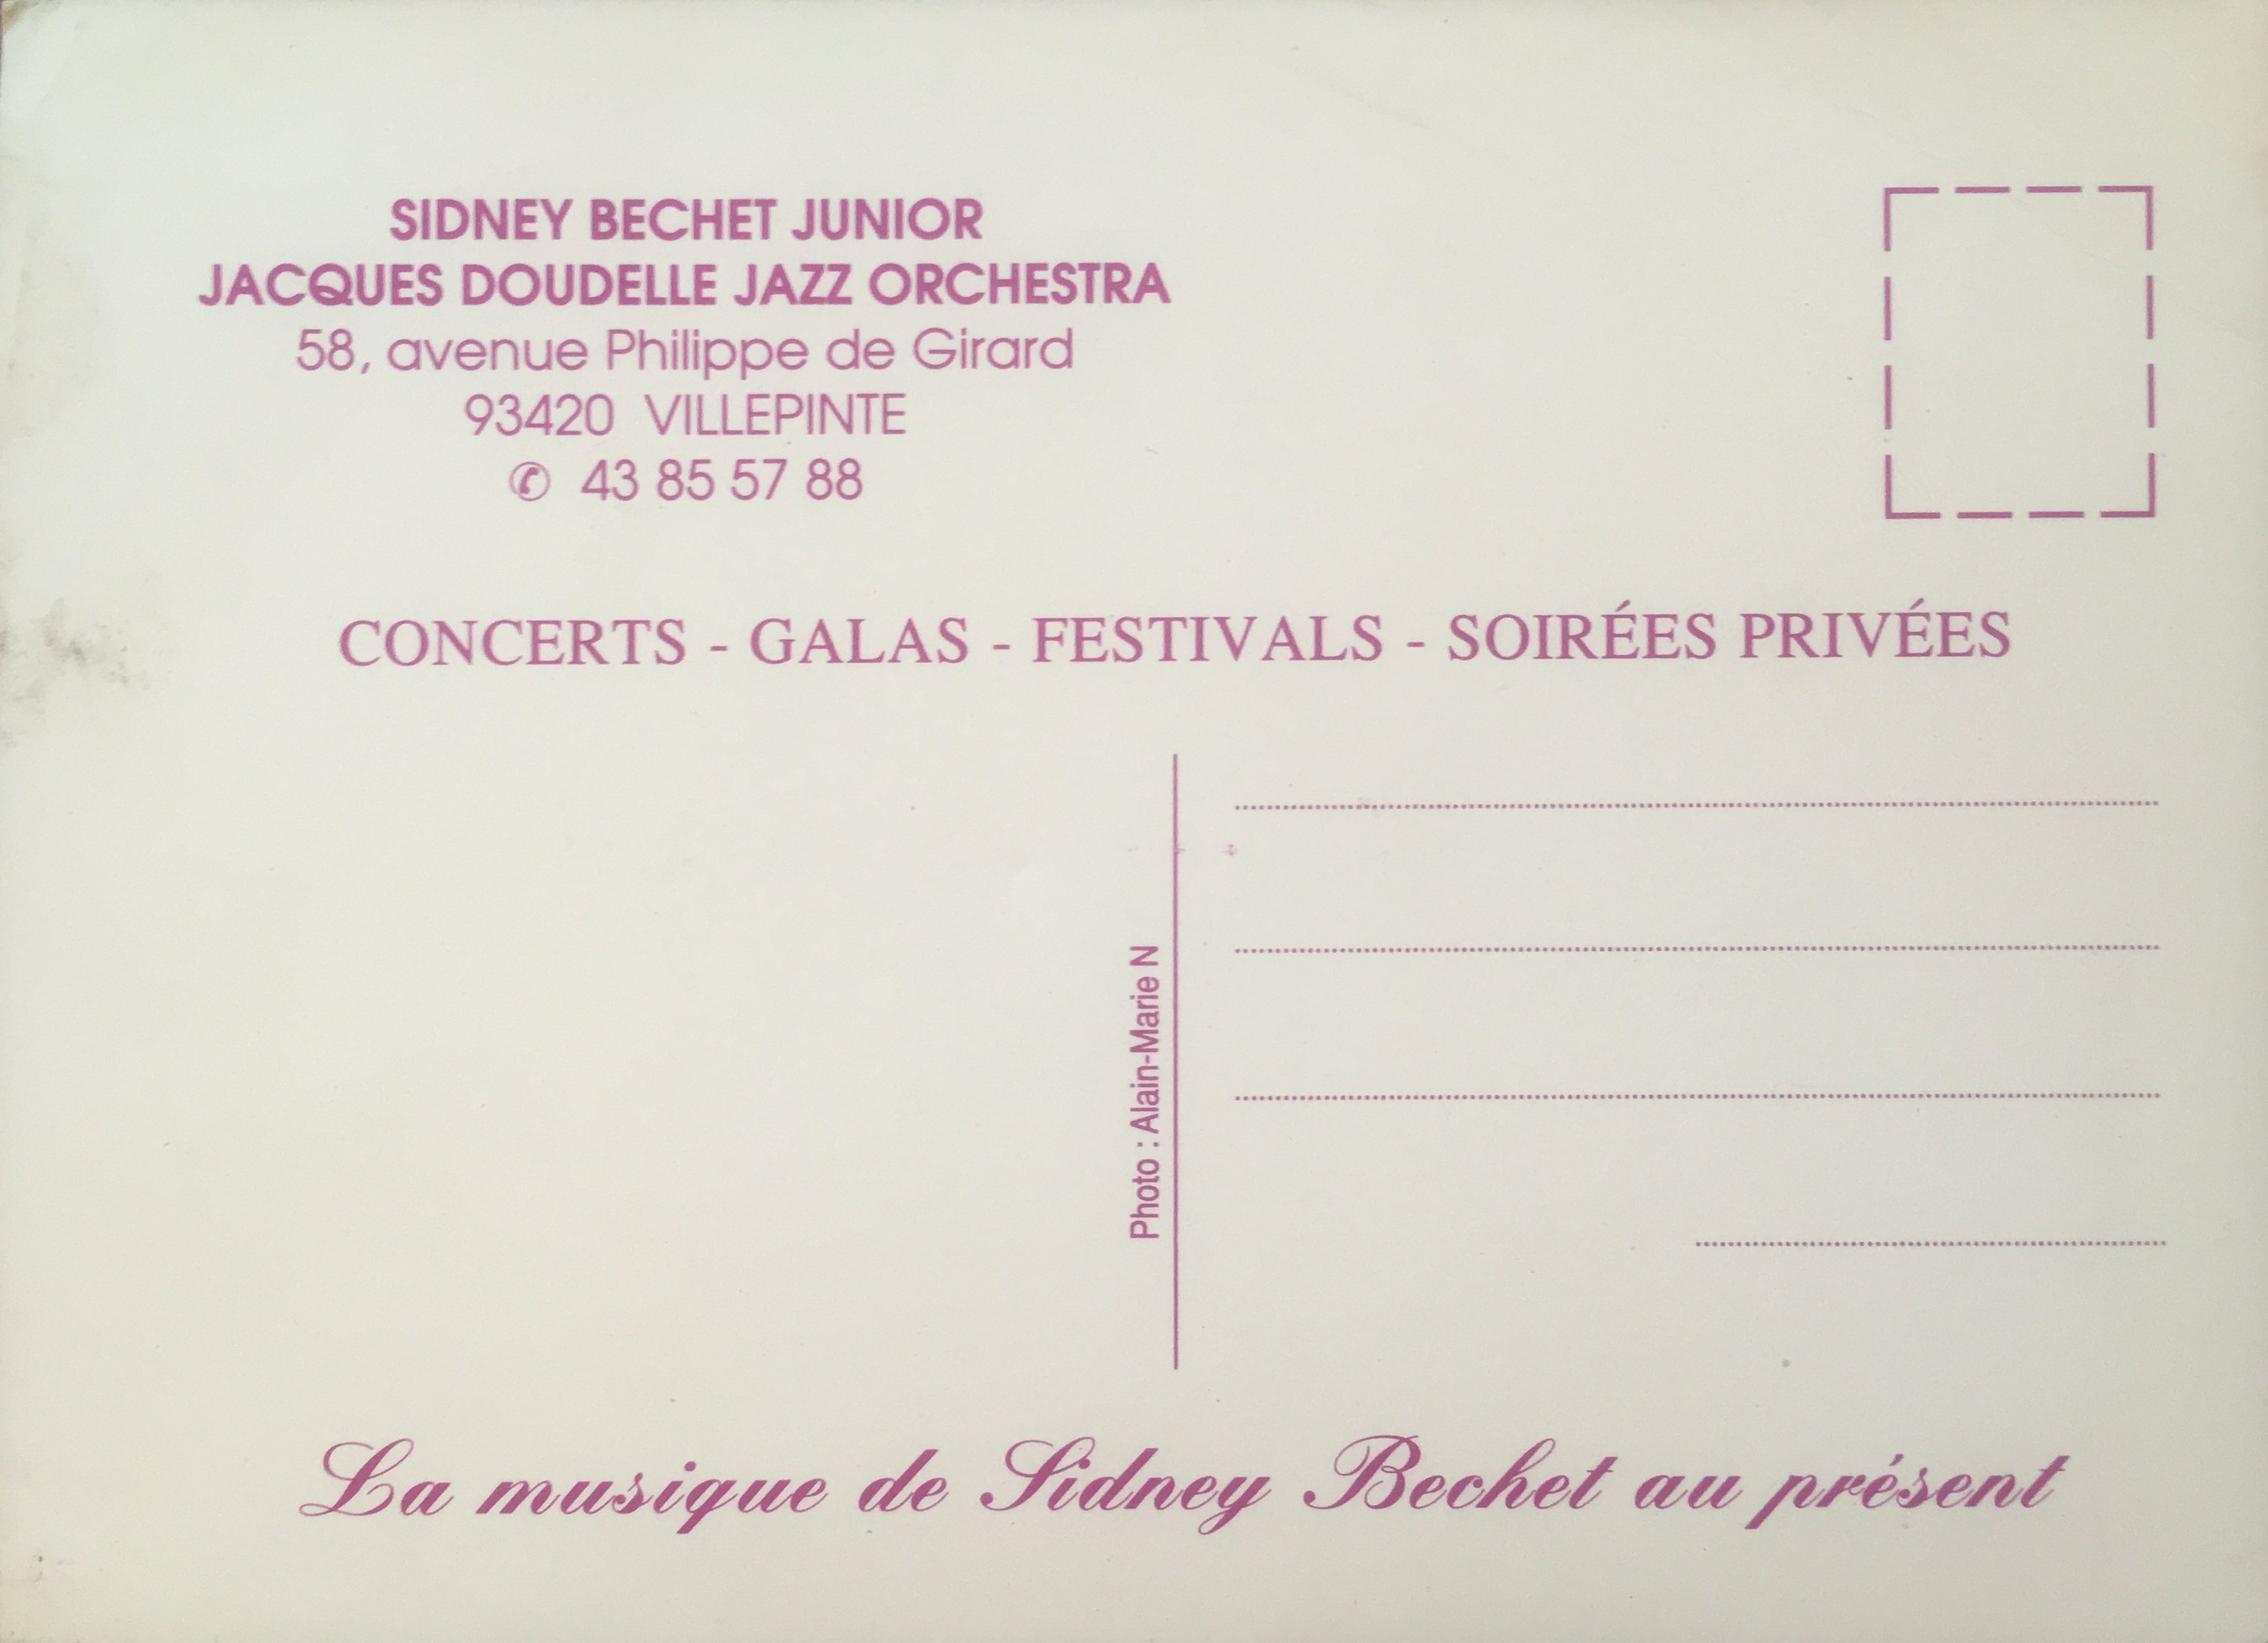 SIDNEY BECHET JUNIOR
JACQUES DOUDELLE JAZZ ORCHESTRA
58, avenue Philippe de Girard
93420 VILLEPINTE
✆ 43 85 57 88
CONCERTS - GALAS - FESTIVALS - SOIRÉES PRIVÉES
Photo : Alain-Marie N
La musique de Sidney Bechet au présent